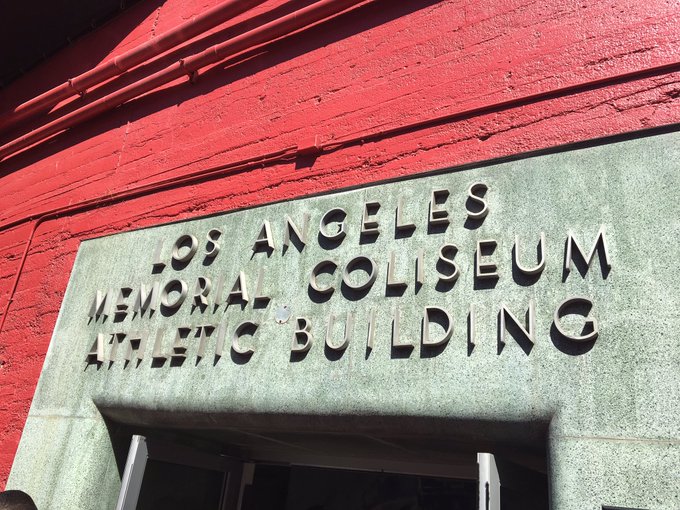 LOS ANGELES
MEMORIAL COLISEUM
ATHLETIC BUILDING